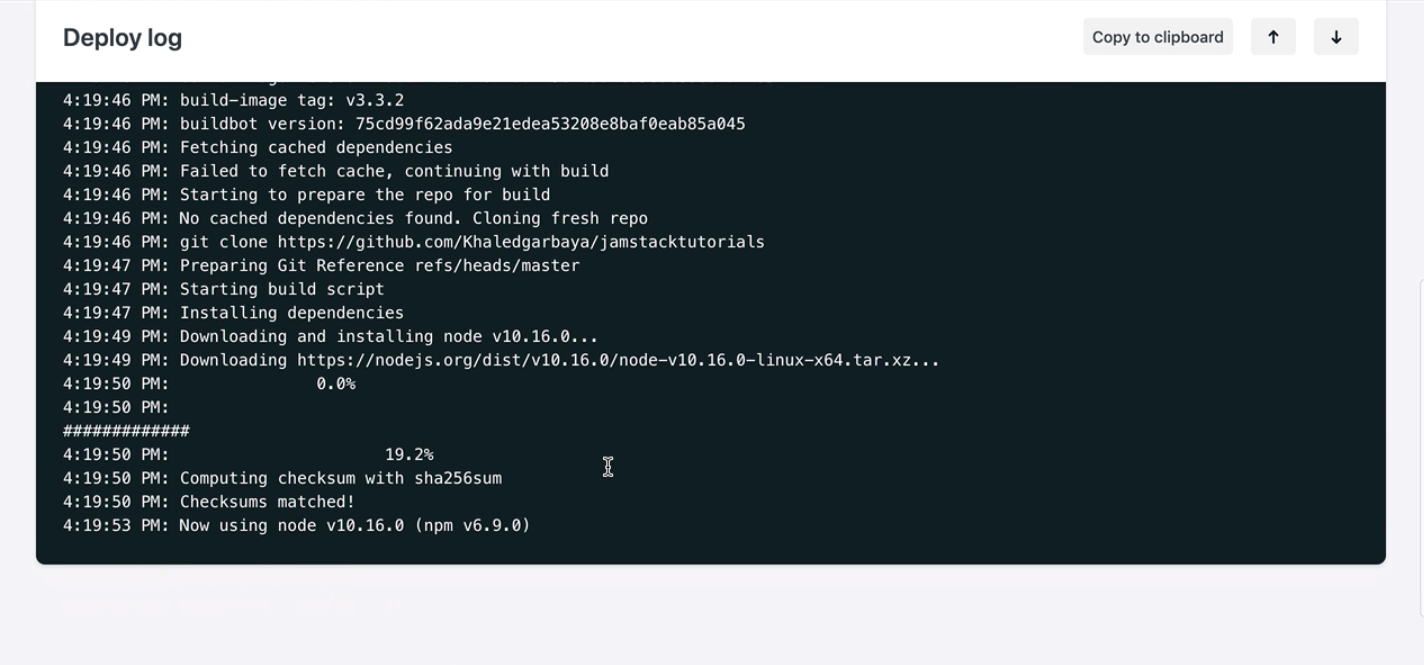 Deploy log
Copy to clipboard
4:19:46 PM: build-image tag: v3.3.2
4:19:46 PM: buildbot version: 75cd99f62ada9e21edea53208e8baf0eab85a045
4:19:46 PM: Fetching cached dependencies
4:19:46 PM: Failed to fetch cache, continuing with build
4:19:46 PM: Starting to prepare the repo for build
4:19:46 PM: No cached dependencies found. Cloning fresh repo
4:19:46 PM: git clone https://github.com/Khaledgarbaya/jamstacktutorials
4:19:47 PM: Preparing Git Reference refs/heads/master
4:19:47 PM: Starting build script
4:19:47 PM: Installing dependencies
4:19:49 PM: Downloading and installing node v10.16.0...
4:19:49 PM: Downloading https://nodejs.org/dist/v10.16.0/node-v10.16.0-linux-x64.tar.xz...
4:19:50 PM: 0.0%
4:19:50 PM:
#############
4:19:50 PM: 19.2%
4:19:50 PM: Computing checksum with sha256sum
4:19:50 PM: Checksums matched!
4:19:53 PM: Now using node v10.16.0 (npm v6.9.0)